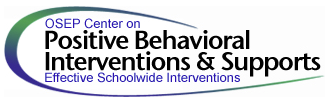 OSEP Center on
Positive Behavioral
Interventions & Supports
Effective Schoolwide Interventions